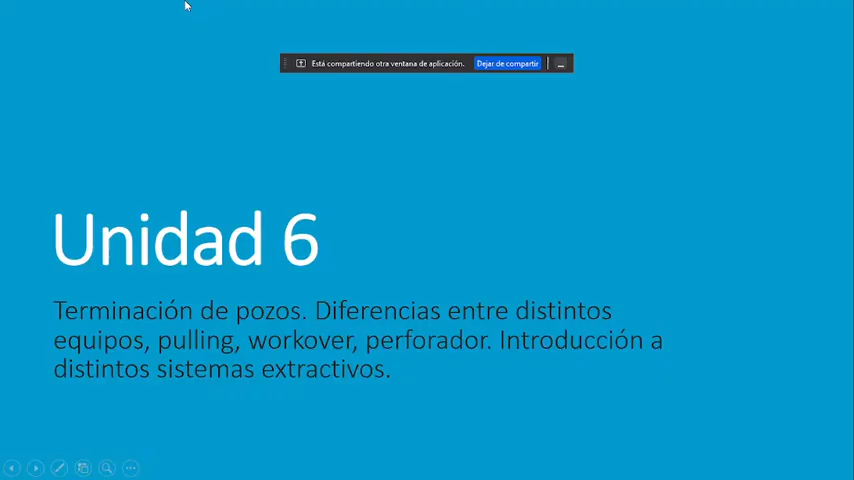 Está compartiendo otra ventana de aplicación. Dejar de compartir
Unidad 6
Terminación de pozos. Diferencias entre distintos
equipos, pulling, workover, perforador. Introducción a
distintos sistemas extractivos.